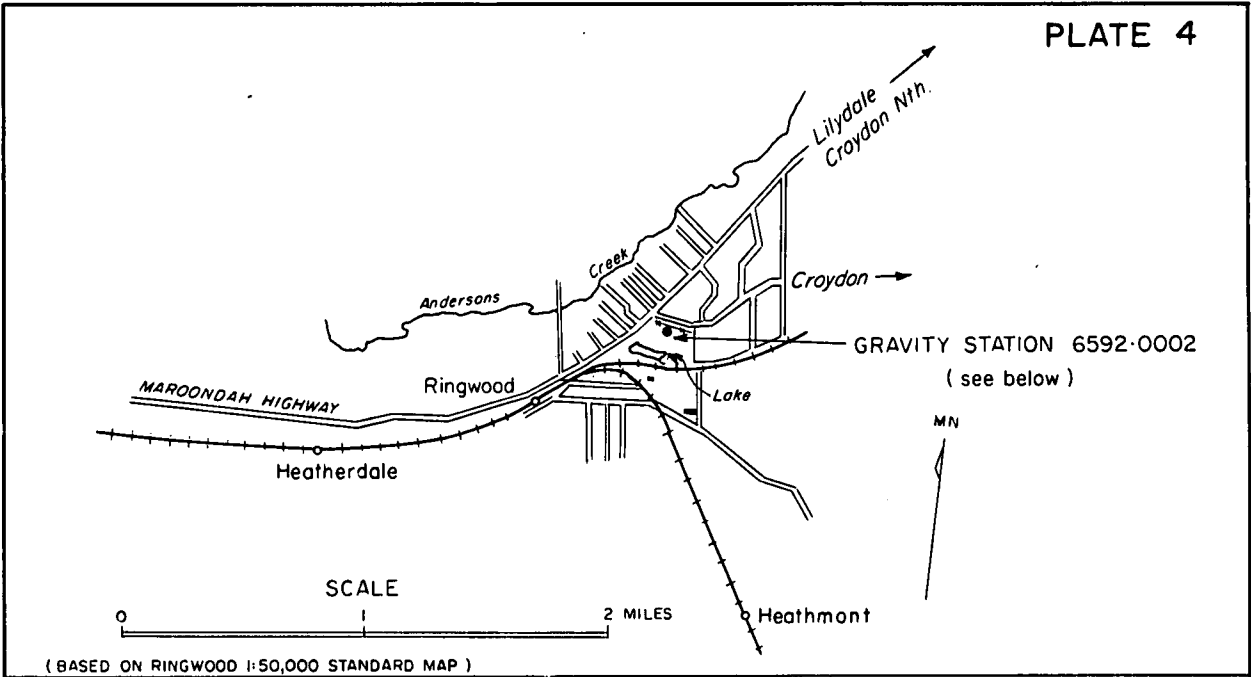 PLATE 4
Lilydale
Croydon Nth.
Creek
Andersons
Croydon
GRAVITY STATION 6592·0002
( see below )
Ringwood
Lake
MAROONDAH HIGHWAY
MN
Heatherdale
SCALE
0 1 2 MILES
Heathmont
( BASED ON RINGWOOD 1:50,000 STANDARD MAP )